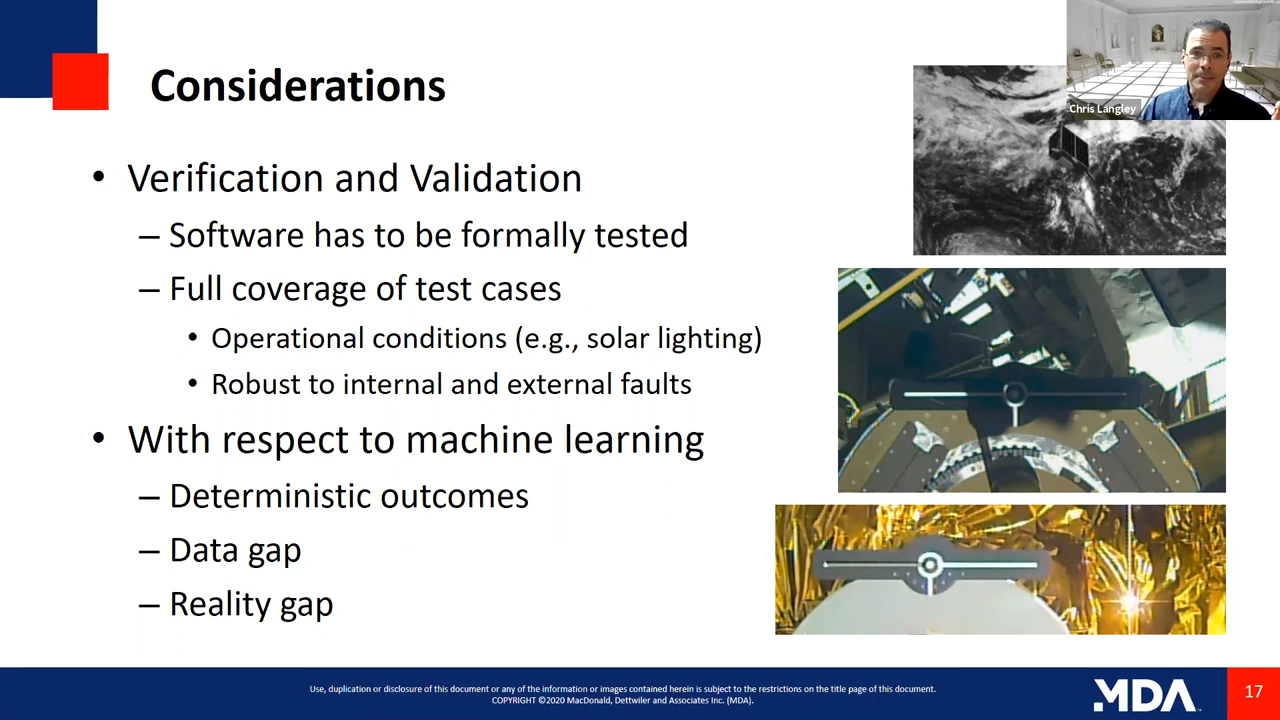 Considerations
Chris Langley
• Verification and Validation
– Software has to be formally tested
– Full coverage of test cases
• Operational conditions (e.g., solar lighting)
• Robust to internal and external faults
• With respect to machine learning
– Deterministic outcomes
– Data gap
– Reality gap
Use, duplication or disclosure of this document or any of the information or images contained herein is subject to the restrictions on the title page of this document.
COPYRIGHT ©2020 MacDonald, Dettwiler and Associates Inc. (MDA).
MDA
17